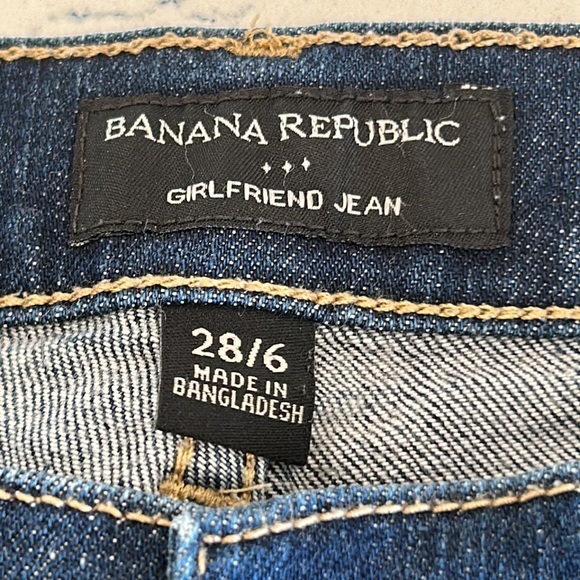 BANANA REPUBLIC
GIRLFRIEND JEAN
28/6
MADE IN
BANGLADESH